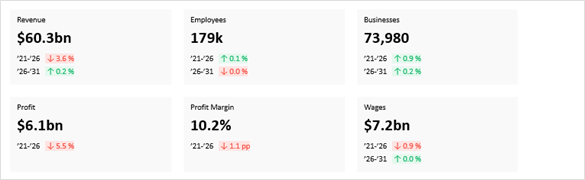 Revenue
$60.3bn
'21-'26 ↓ 3.6 %
'26-'31 ↑ 0.2 %
Employees
179k
'21-'26 ↑ 0.1 %
'26-'31 ↓ 0.0 %
Businesses
73,980
'21-'26 ↑ 0.9 %
'26-'31 ↑ 0.2 %
Profit
$6.1bn
'21-'26 ↓ 5.5 %
Profit Margin
10.2%
'21-'26 ↓ 1.1 pp
Wages
$7.2bn
'21-'26 ↓ 0.9 %
'26-'31 ↑ 0.0 %